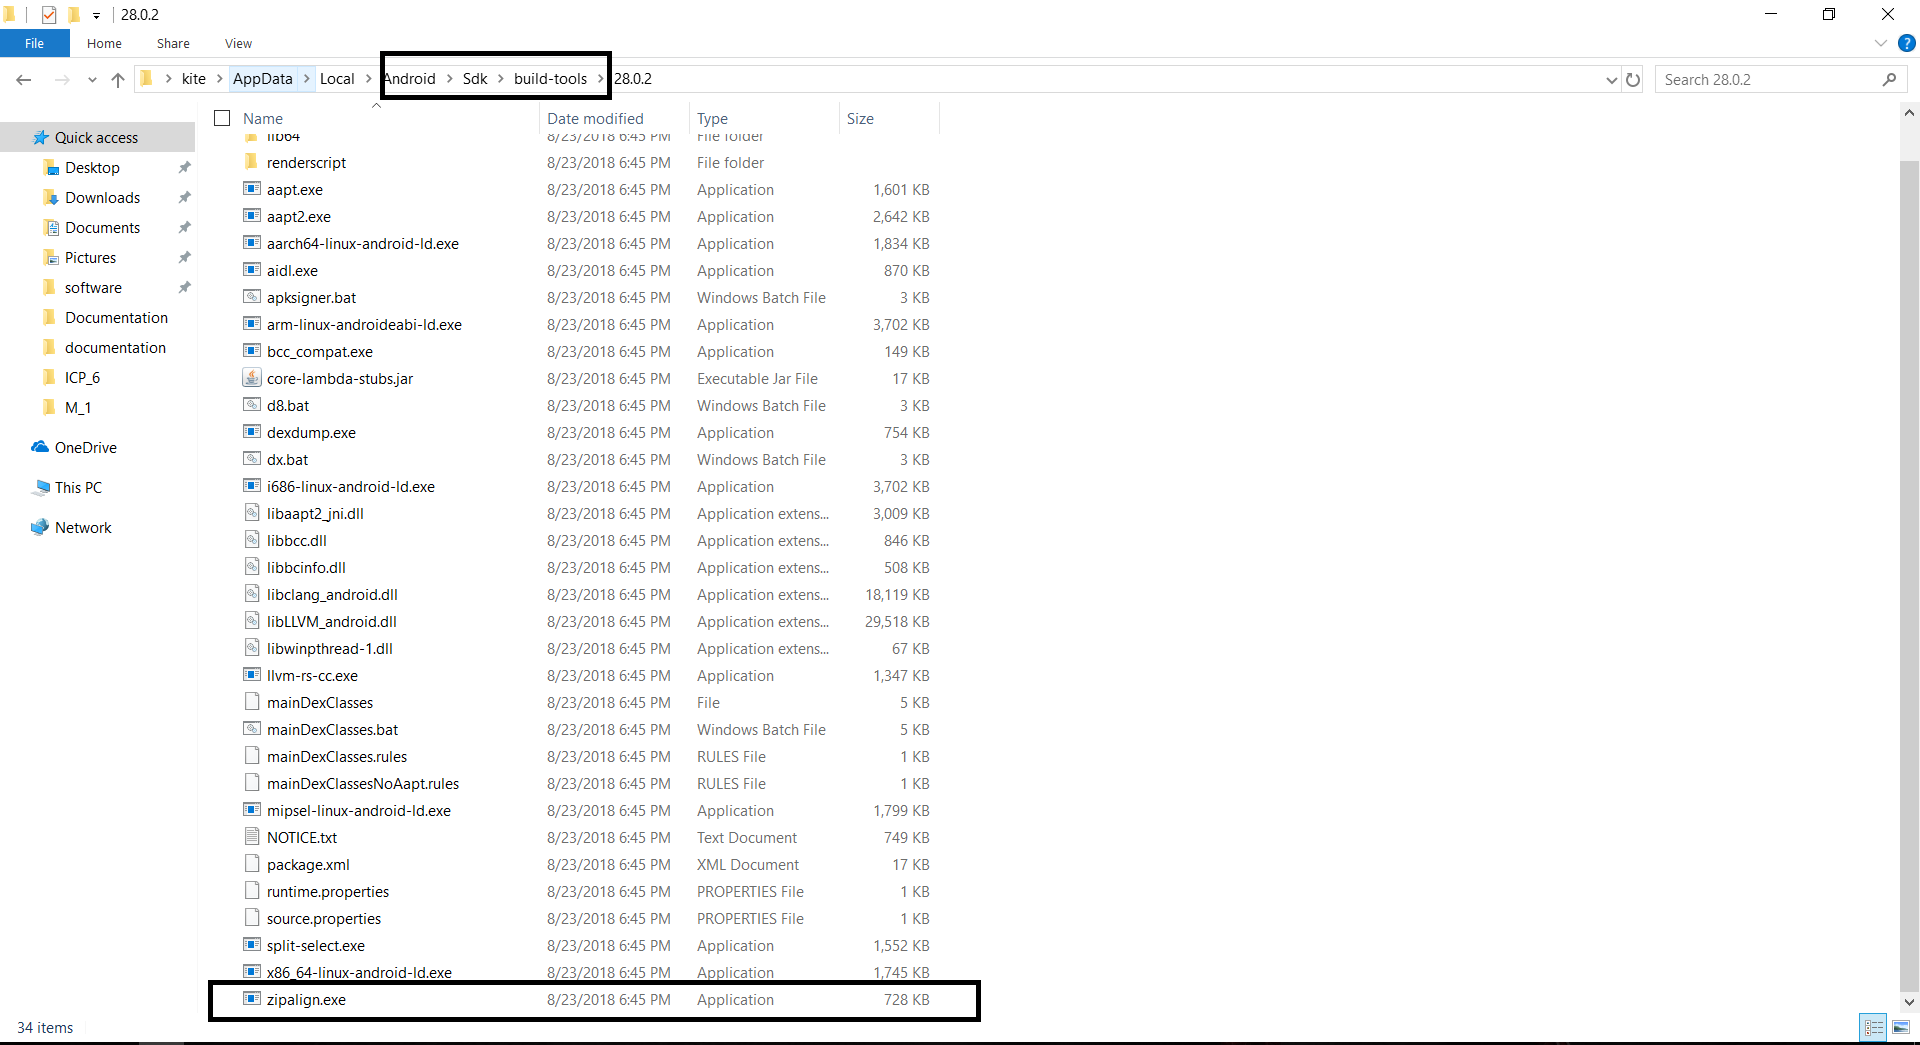 28.0.2
File Home Share View
kite AppData Local Android Sdk build-tools 28.0.2 Search 28.0.2
Name Date modified Type Size
Quick access
Desktop
Downloads
Documents
Pictures
software
Documentation
documentation
ICP_6
M_1
OneDrive
This PC
Network
lib64 8/23/2018 6:45 PM File folder
renderscript 8/23/2018 6:45 PM File folder
aapt.exe 8/23/2018 6:45 PM Application 1,601 KB
aapt2.exe 8/23/2018 6:45 PM Application 2,642 KB
aarch64-linux-android-ld.exe 8/23/2018 6:45 PM Application 1,834 KB
aidl.exe 8/23/2018 6:45 PM Application 870 KB
apksigner.bat 8/23/2018 6:45 PM Windows Batch File 3 KB
arm-linux-androideabi-ld.exe 8/23/2018 6:45 PM Application 3,702 KB
bcc_compat.exe 8/23/2018 6:45 PM Application 149 KB
core-lambda-stubs.jar 8/23/2018 6:45 PM Executable Jar File 17 KB
d8.bat 8/23/2018 6:45 PM Windows Batch File 3 KB
dexdump.exe 8/23/2018 6:45 PM Application 754 KB
dx.bat 8/23/2018 6:45 PM Windows Batch File 3 KB
i686-linux-android-ld.exe 8/23/2018 6:45 PM Application 3,702 KB
libaapt2_jni.dll 8/23/2018 6:45 PM Application extens... 3,009 KB
libbcc.dll 8/23/2018 6:45 PM Application extens... 846 KB
libbcinfo.dll 8/23/2018 6:45 PM Application extens... 508 KB
libclang_android.dll 8/23/2018 6:45 PM Application extens... 18,119 KB
libLLVM_android.dll 8/23/2018 6:45 PM Application extens... 29,518 KB
libwinpthread-1.dll 8/23/2018 6:45 PM Application extens... 67 KB
llvm-rs-cc.exe 8/23/2018 6:45 PM Application 1,347 KB
mainDexClasses 8/23/2018 6:45 PM File 5 KB
mainDexClasses.bat 8/23/2018 6:45 PM Windows Batch File 5 KB
mainDexClasses.rules 8/23/2018 6:45 PM RULES File 1 KB
mainDexClassesNoAapt.rules 8/23/2018 6:45 PM RULES File 1 KB
mipsel-linux-android-ld.exe 8/23/2018 6:45 PM Application 1,799 KB
NOTICE.txt 8/23/2018 6:45 PM Text Document 749 KB
package.xml 8/23/2018 6:45 PM XML Document 17 KB
runtime.properties 8/23/2018 6:45 PM PROPERTIES File 1 KB
source.properties 8/23/2018 6:45 PM PROPERTIES File 1 KB
split-select.exe 8/23/2018 6:45 PM Application 1,552 KB
x86_64-linux-android-ld.exe 8/23/2018 6:45 PM Application 1,745 KB
zipalign.exe 8/23/2018 6:45 PM Application 728 KB
34 items